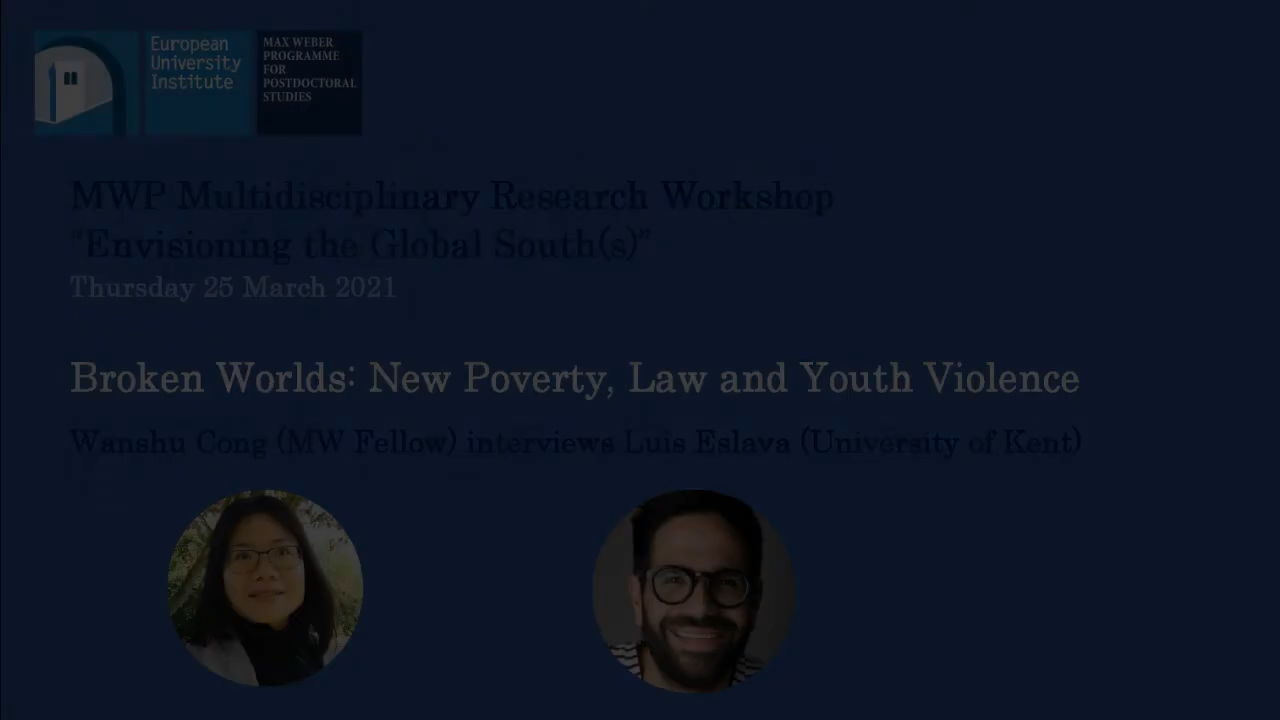 European
University
Institute
MAX WEBER
PROGRAMME
FOR
POSTDOCTORAL
STUDIES
MWP Multidisciplinary Research Workshop
“Envisioning the Global South(s)”
Thursday 25 March 2021
Broken Worlds: New Poverty, Law and Youth Violence
Wanshu Cong (MW Fellow) interviews Luis Eslava (University of Kent)